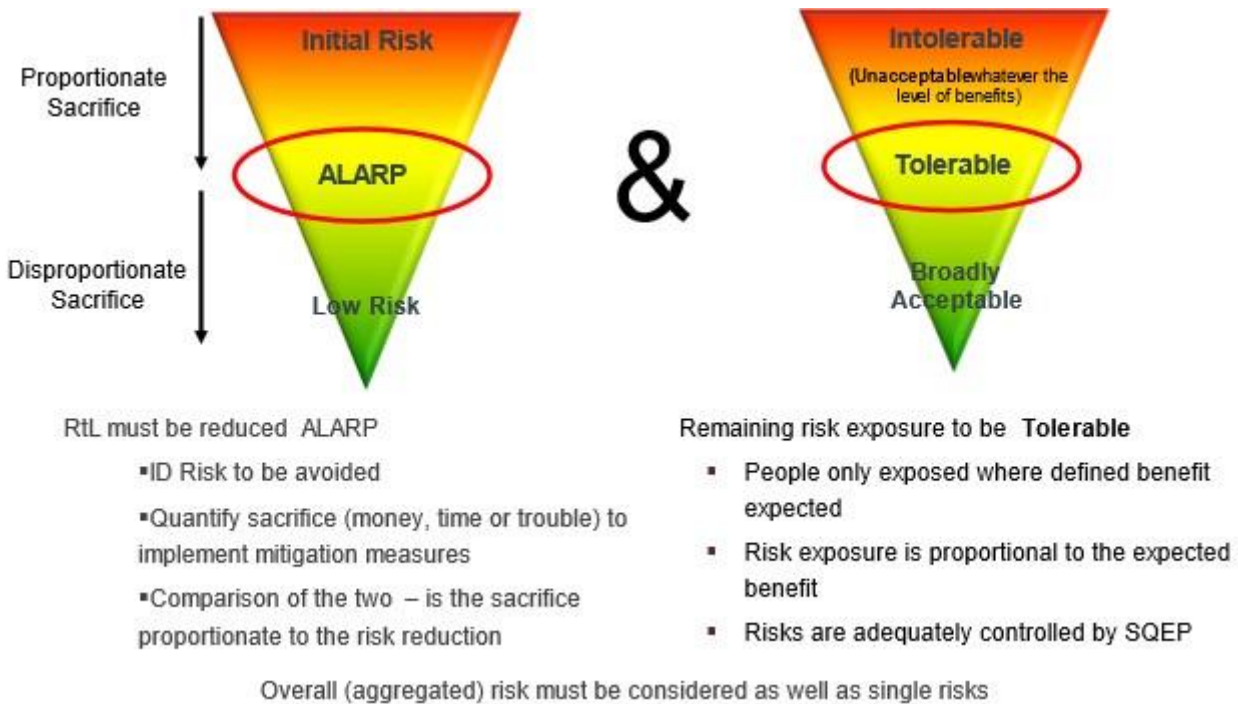 Proportionate
Sacrifice
Disproportionate
Sacrifice
Initial Risk
ALARP
Low Risk
&
Intolerable
(Unacceptablewhatever the
level of benefits)
Tolerable
Broadly
Acceptable
RtL must be reduced ALARP
▪ID Risk to be avoided
▪Quantify sacrifice (money, time or trouble) to
implement mitigation measures
▪Comparison of the two – is the sacrifice
proportionate to the risk reduction
Remaining risk exposure to be Tolerable
▪ People only exposed where defined benefit
expected
▪ Risk exposure is proportional to the expected
benefit
▪ Risks are adequately controlled by SQEP
Overall (aggregated) risk must be considered as well as single risks